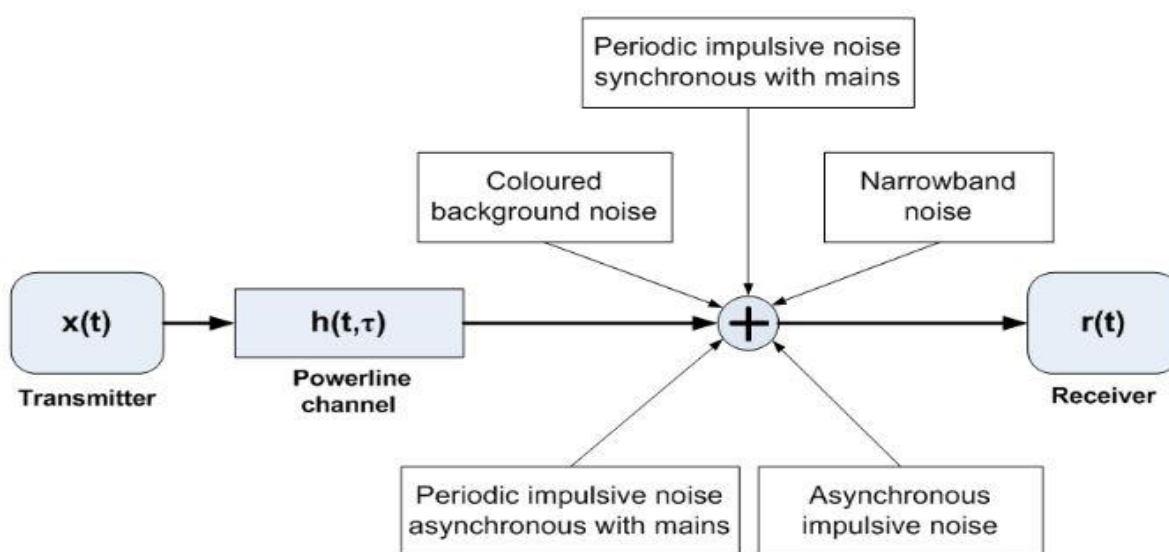 Periodic impulsive noise
synchronous with mains
Coloured
background noise
Narrowband
noise
x(t)
h(t,τ)
+
r(t)
Transmitter
Powerline
channel
Receiver
Periodic impulsive noise
asynchronous with mains
Asynchronous
impulsive noise